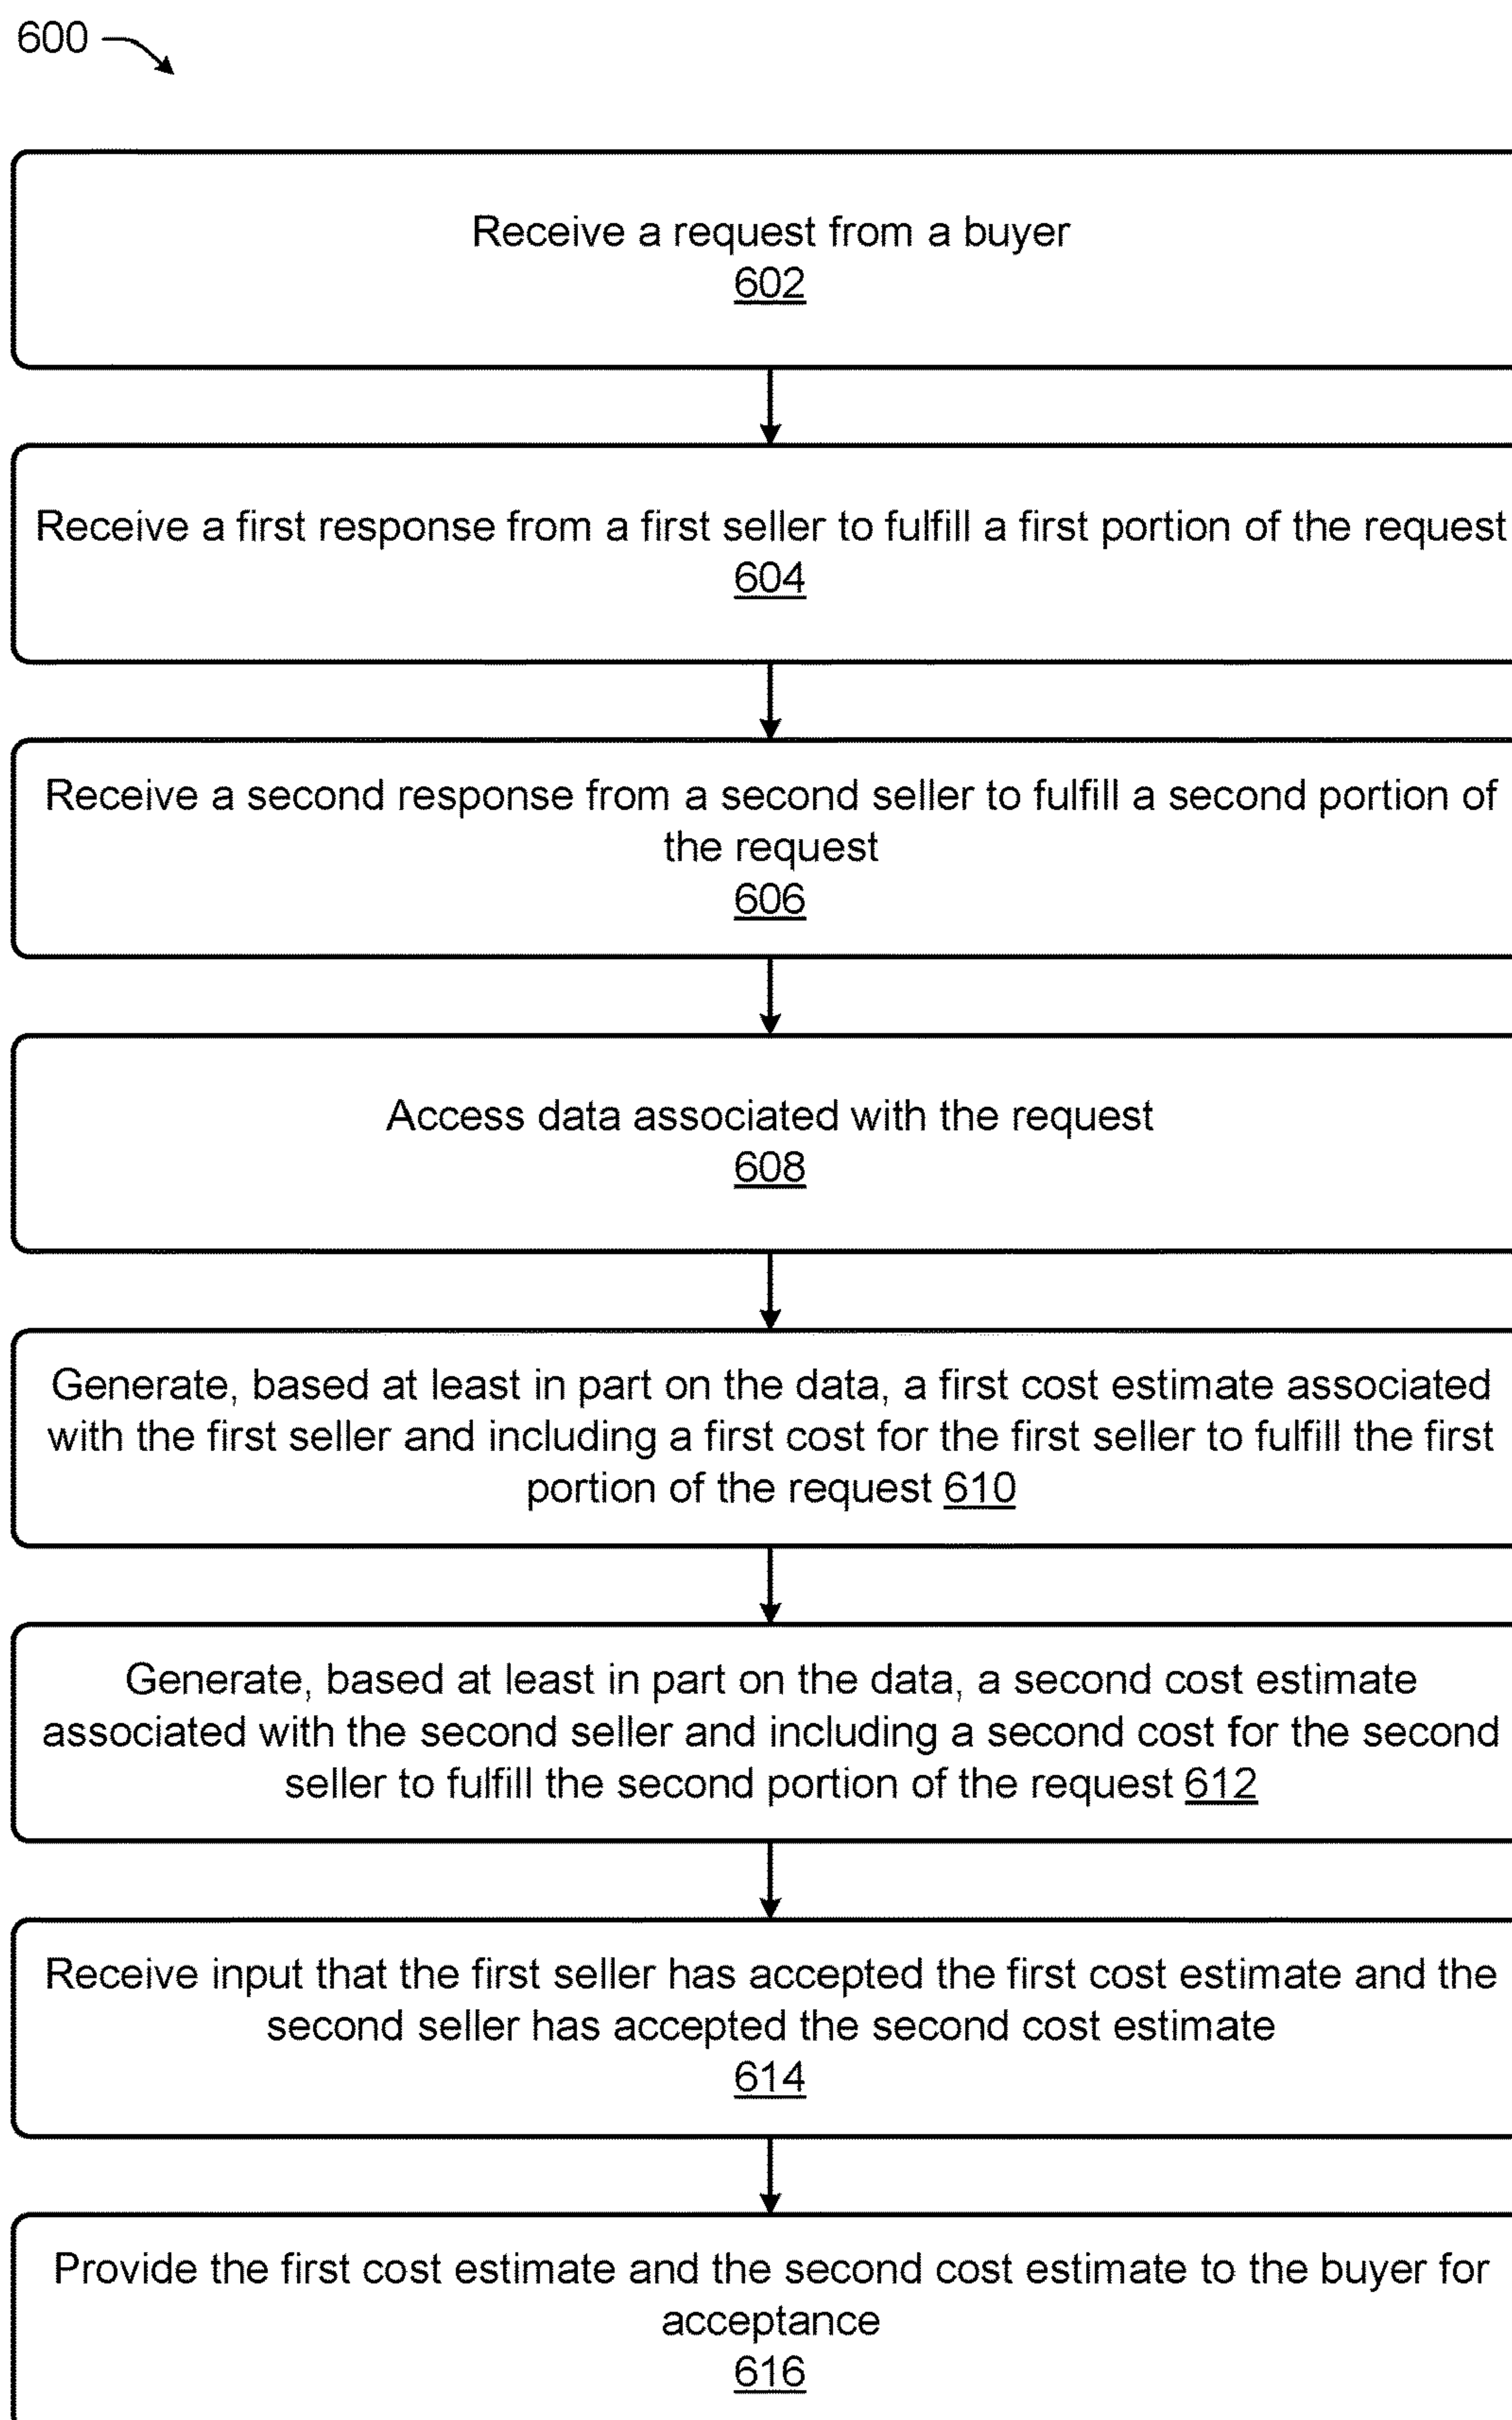 600
Receive a request from a buyer
602
Receive a first response from a first seller to fulfill a first portion of the request
604
Receive a second response from a second seller to fulfill a second portion of
the request
606
Access data associated with the request
608
Generate, based at least in part on the data, a first cost estimate associated
with the first seller and including a first cost for the first seller to fulfill the first
portion of the request 610
Generate, based at least in part on the data, a second cost estimate
associated with the second seller and including a second cost for the second
seller to fulfill the second portion of the request 612
Receive input that the first seller has accepted the first cost estimate and the
second seller has accepted the second cost estimate
614
Provide the first cost estimate and the second cost estimate to the buyer for
acceptance
616